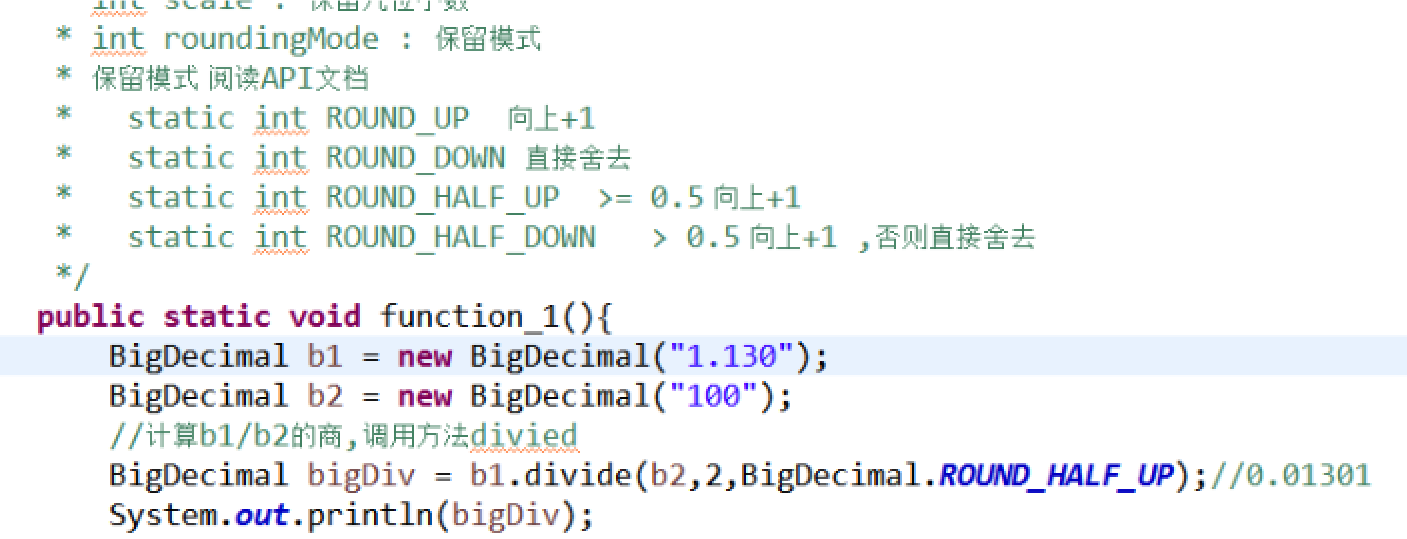 int scale : 保留几位小数
* int roundingMode : 保留模式
* 保留模式 阅读API文档
* static int ROUND_UP 向上+1
* static int ROUND_DOWN 直接舍去
* static int ROUND_HALF_UP >= 0.5 向上+1
* static int ROUND_HALF_DOWN > 0.5 向上+1 ,否则直接舍去
*/
public static void function_1(){
BigDecimal b1 = new BigDecimal("1.130");
BigDecimal b2 = new BigDecimal("100");
//计算b1/b2的商,调用方法divied
BigDecimal bigDiv = b1.divide(b2,2,BigDecimal.ROUND_HALF_UP);//0.01301
System.out.println(bigDiv);